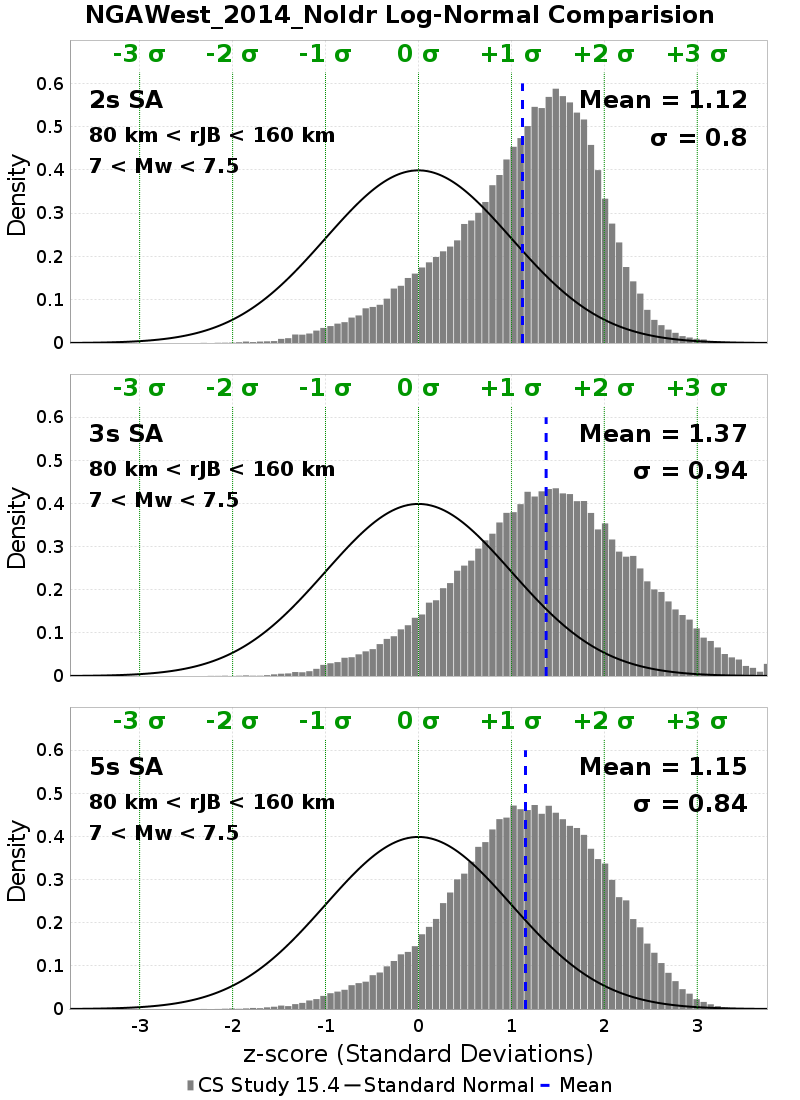 NGAWest_2014_NoIdr Log-Normal Comparision
-3 σ -2 σ -1 σ 0 σ +1 σ +2 σ +3 σ
2s SA
80 km < rJB < 160 km
7 < Mw < 7.5
Mean = 1.12
σ = 0.8
Density
0.6
0.5
0.4
0.3
0.2
0.1
0
-3 σ -2 σ -1 σ 0 σ +1 σ +2 σ +3 σ
3s SA
80 km < rJB < 160 km
7 < Mw < 7.5
Mean = 1.37
σ = 0.94
Density
0.6
0.5
0.4
0.3
0.2
0.1
0
-3 σ -2 σ -1 σ 0 σ +1 σ +2 σ +3 σ
5s SA
80 km < rJB < 160 km
7 < Mw < 7.5
Mean = 1.15
σ = 0.84
Density
0.6
0.5
0.4
0.3
0.2
0.1
0
-3 -2 -1 0 1 2 3
z-score (Standard Deviations)
CS Study 15.4 Standard Normal Mean